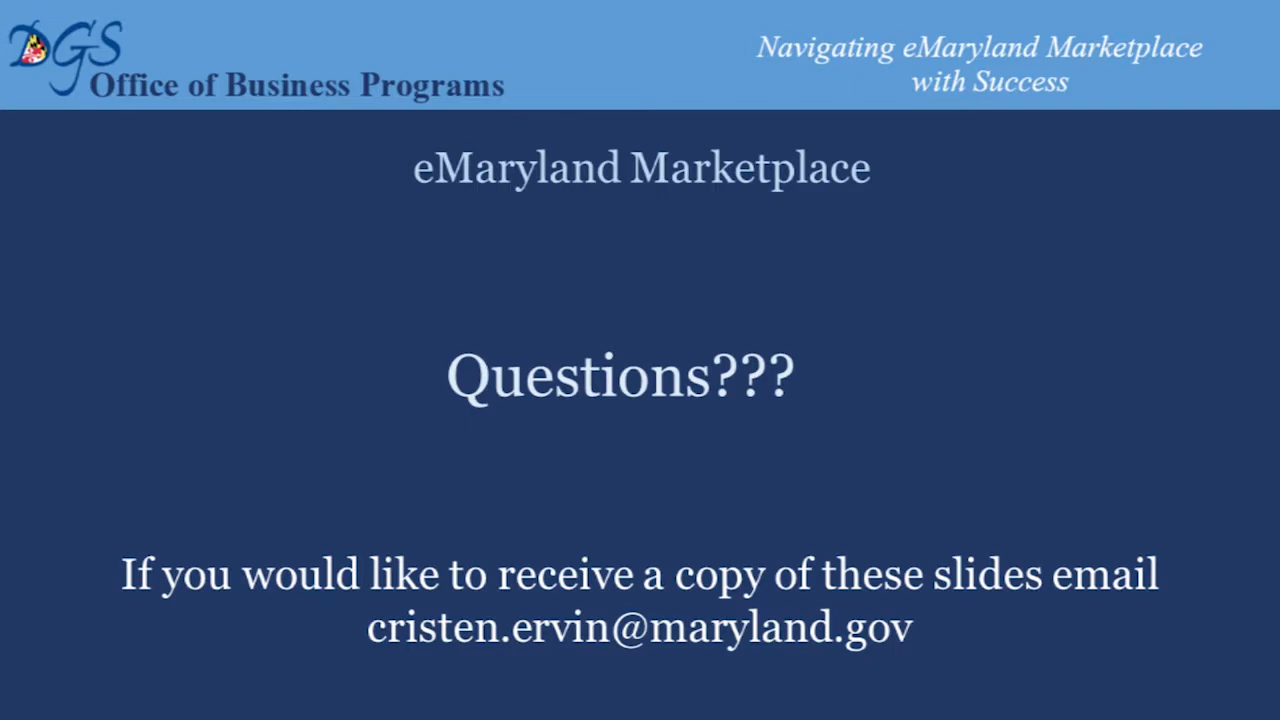 DGS
Office of Business Programs
Navigating eMaryland Marketplace
with Success
eMaryland Marketplace
Questions???
If you would like to receive a copy of these slides email
cristen.ervin@maryland.gov